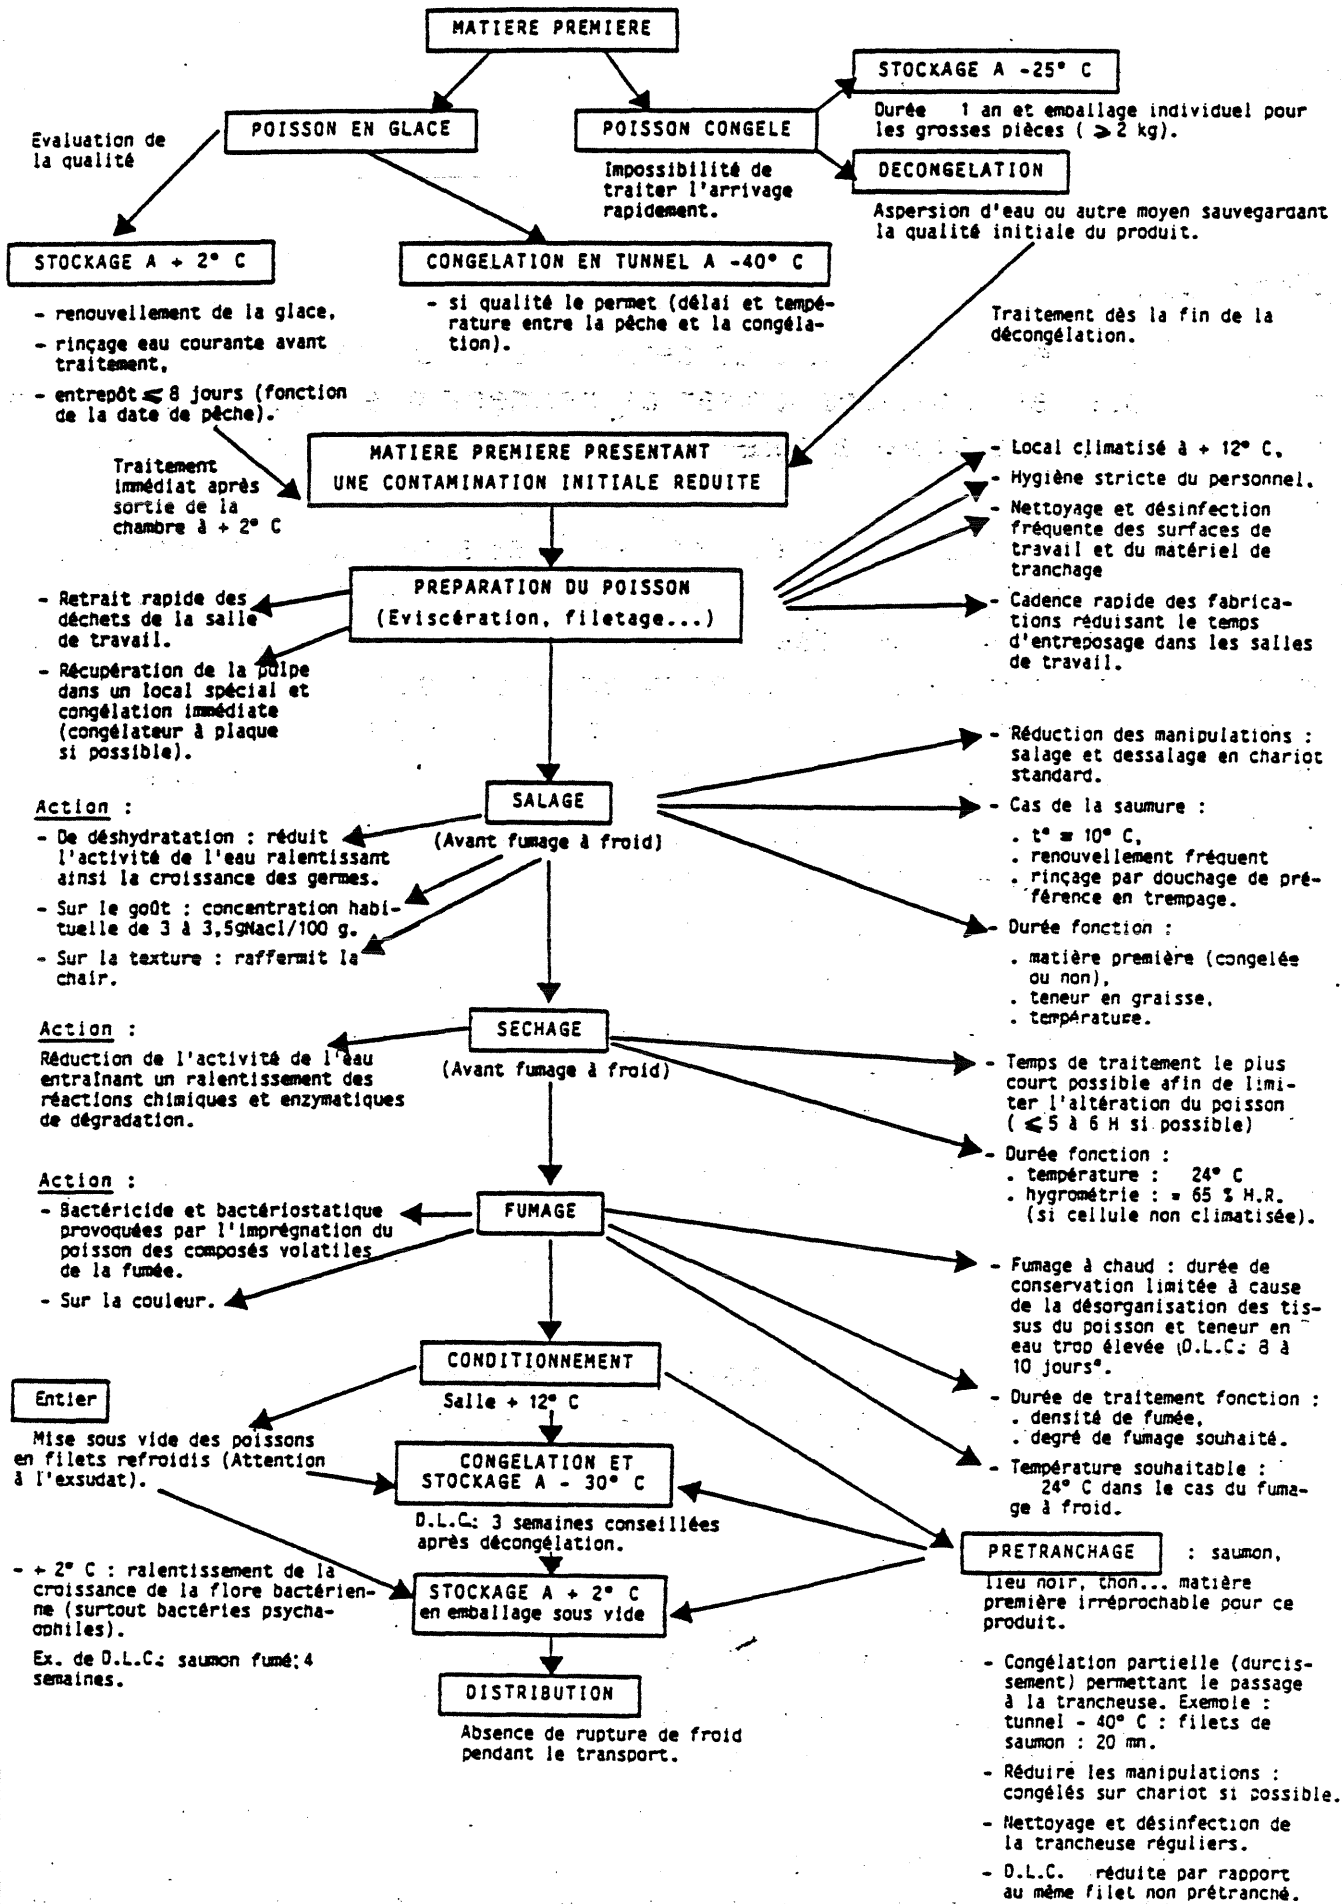 MATIERE PREMIERE
STOCKAGE A -25° C
Durée 1 an et emballage individuel pour
les grosses pièces ( ⩾ 2 kg).
POISSON EN GLACE
POISSON CONGELE
Evaluation de
la qualité
Impossibilité de
traiter l'arrivage
rapidement.
DECONGELATION
Aspersion d'eau ou autre moyen sauvegardant
la qualité initiale du produit.
STOCKAGE A + 2° C
CONGELATION EN TUNNEL A -40° C
- renouvellement de la glace,
- rinçage eau courante avant
traitement,
- entrepôt ⩽ 8 jours (fonction
de la date de pêche).
- si qualité le permet (délai et tempé-
rature entre la pêche et la congéla-
tion).
Traitement dès la fin de la
décongélation.
Traitement
immédiat après
sortie de la
chambre à + 2° C
MATIERE PREMIERE PRESENTANT
UNE CONTAMINATION INITIALE REDUITE
- Local climatisé à + 12° C,
- Hygiène stricte du personnel.
- Nettoyage et désinfection
fréquente des surfaces de
travail et du matériel de
tranchage
- Cadence rapide des fabrica-
tions réduisant le temps
d'entreposage dans les salles
de travail.
PREPARATION DU POISSON
(Eviscération, filetage...)
- Retrait rapide des
déchets de la salle
de travail.
- Récupération de la pulpe
dans un local spécial et
congélation immédiate
(congélateur à plaque
si possible).
- Réduction des manipulations :
salage et dessalage en chariot
standard.
- Cas de la saumure :
. t° = 10° C,
. renouvellement fréquent
. rinçage par douchage de pré-
férence en trempage.
- Durée fonction :
. matière première (congelée
ou non),
. teneur en graisse,
. température.
SALAGE
(Avant fumage à froid)
Action :
- De déshydratation : réduit
l'activité de l'eau ralentissant
ainsi la croissance des germes.
- Sur le goût : concentration habi-
tuelle de 3 à 3,5gNacl/100 g.
- Sur la texture : raffermit la
chair.
SECHAGE
(Avant fumage à froid)
Action :
Réduction de l'activité de l'eau
entraînant un ralentissement des
réactions chimiques et enzymatiques
de dégradation.
- Temps de traitement le plus
court possible afin de limi-
ter l'altération du poisson
( ⩽ 5 à 6 H si possible)
- Durée fonction :
. température : 24° C
. hygrométrie : = 65 % H.R.
(si cellule non climatisée).
Action :
- Bactéricide et bactériostatique
provoquées par l'imprégnation du
poisson des composés volatiles
de la fumée.
- Sur la couleur.
FUMAGE
- Fumage à chaud : durée de
conservation limitée à cause
de la désorganisation des tis-
sus du poisson et teneur en
eau trop élevée (D.L.C.: 8 à
10 jours".
- Durée de traitement fonction :
. densité de fumée,
. degré de fumage souhaité.
- Température souhaitable :
24° C dans le cas du fuma-
ge à froid.
CONDITIONNEMENT
Salle + 12° C
Entier
Mise sous vide des poissons
en filets refroidis (Attention
à l'exsudat).
CONGELATION ET
STOCKAGE A - 30° C
D.L.C.: 3 semaines conseillées
après décongélation.
- + 2° C : ralentissement de la
croissance de la flore bactérien-
ne (surtout bactéries psycha-
ophiles).
Ex. de D.L.C.: saumon fumé:4
semaines.
STOCKAGE A + 2° C
en emballage sous vide
DISTRIBUTION
Absence de rupture de froid
pendant le transport.
PRETRANCHAGE : saumon,
lieu noir, thon... matière
première irréprochable pour ce
produit.
- Congélation partielle (durcis-
sement) permettant le passage
à la trancheuse. Exemple :
tunnel - 40° C : filets de
saumon : 20 mn.
- Réduire les manipulations :
congélés sur chariot si possible.
- Nettoyage et désinfection de
la trancheuse réguliers.
- D.L.C. réduite par rapport
au même filet non prétranché.